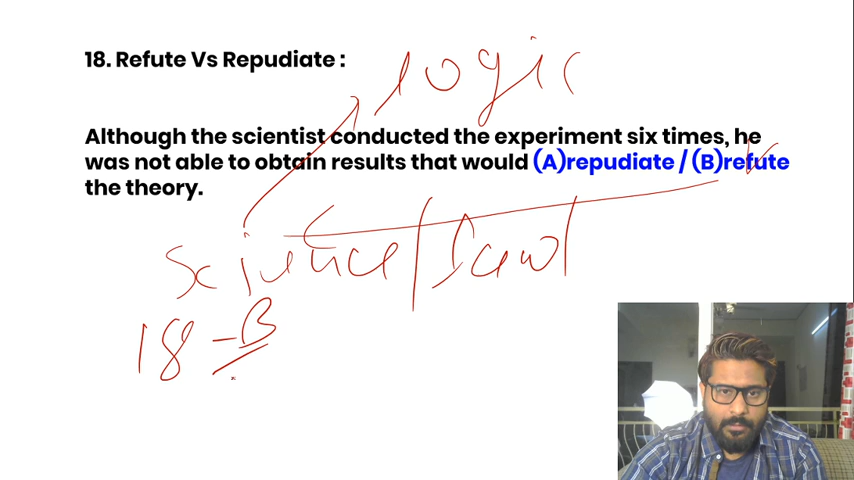 18. Refute Vs Repudiate :
logic
Although the scientist conducted the experiment six times, he
was not able to obtain results that would (A)repudiate / (B)refute
the theory.
science / law /
18 - B